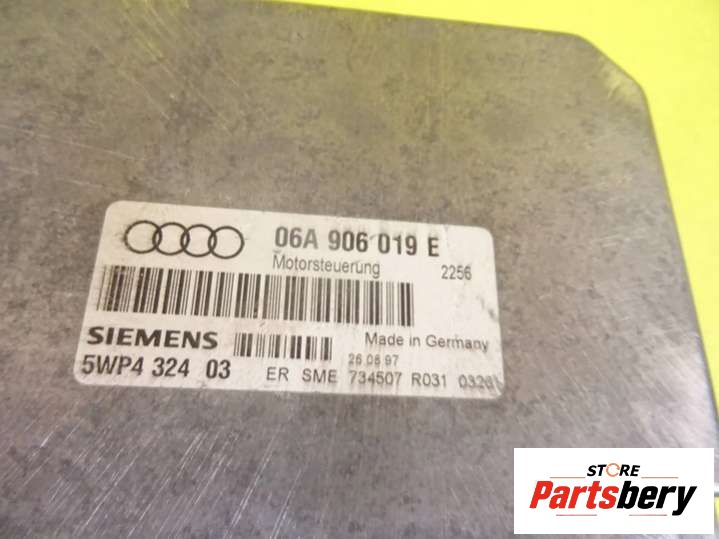 06A 906 019 E
Motorsteuerung 2256
SIEMENS Made in Germany
26.08.97
5WP4 324 03 ER SME 734507 R031 0326
STORE
Partsbery